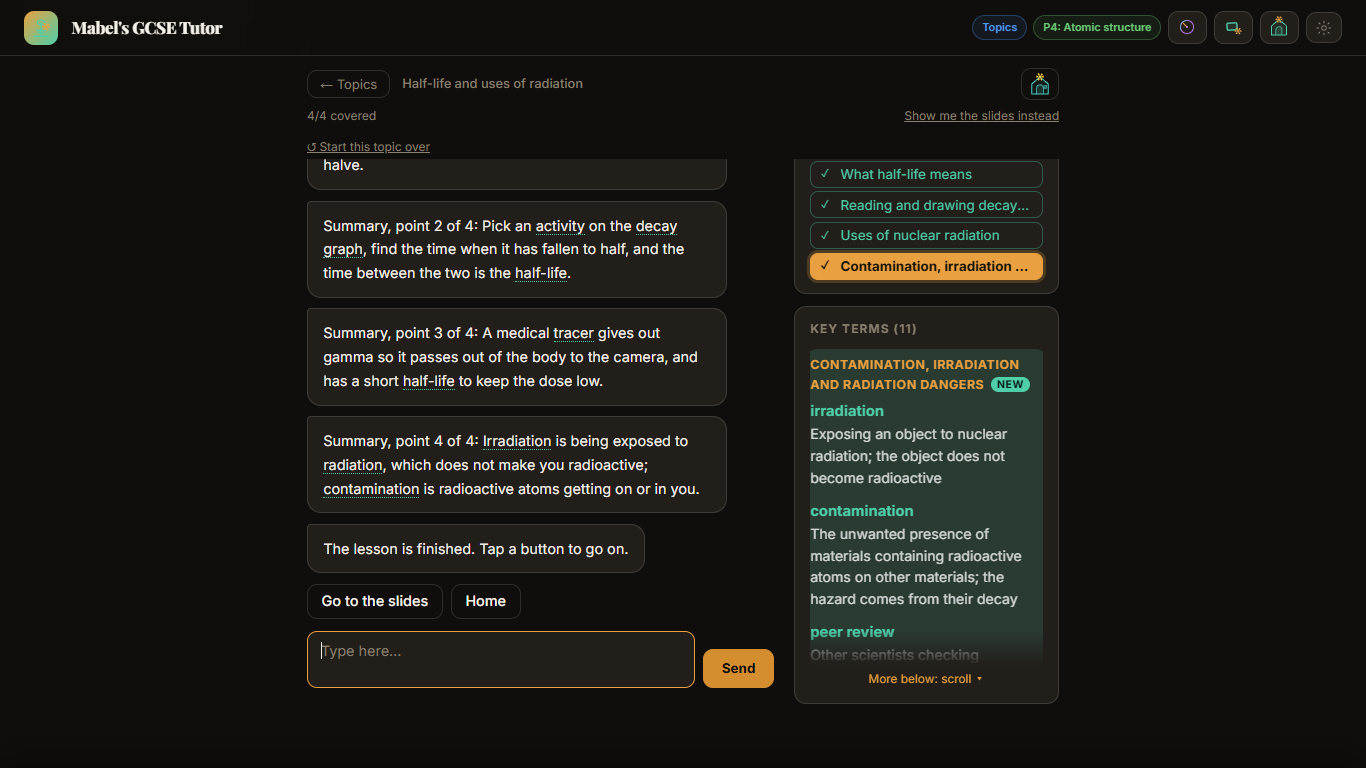 Mabel's GCSE Tutor
Topics
P4: Atomic structure
← Topics
Half-life and uses of radiation
4/4 covered
Show me the slides instead
↺ Start this topic over
halve.
Summary, point 2 of 4: Pick an activity on the decay
graph, find the time when it has fallen to half, and the
time between the two is the half-life.
Summary, point 3 of 4: A medical tracer gives out
gamma so it passes out of the body to the camera, and
has a short half-life to keep the dose low.
Summary, point 4 of 4: Irradiation is being exposed to
radiation, which does not make you radioactive;
contamination is radioactive atoms getting on or in you.
The lesson is finished. Tap a button to go on.
Go to the slides
Home
Type here...
Send
✓ What half-life means
✓ Reading and drawing decay...
✓ Uses of nuclear radiation
✓ Contamination, irradiation ...
KEY TERMS (11)
CONTAMINATION, IRRADIATION
AND RADIATION DANGERS NEW
irradiation
Exposing an object to nuclear
radiation; the object does not
become radioactive
contamination
The unwanted presence of
materials containing radioactive
atoms on other materials; the
hazard comes from their decay
peer review
Other scientists checking
More below: scroll ▾